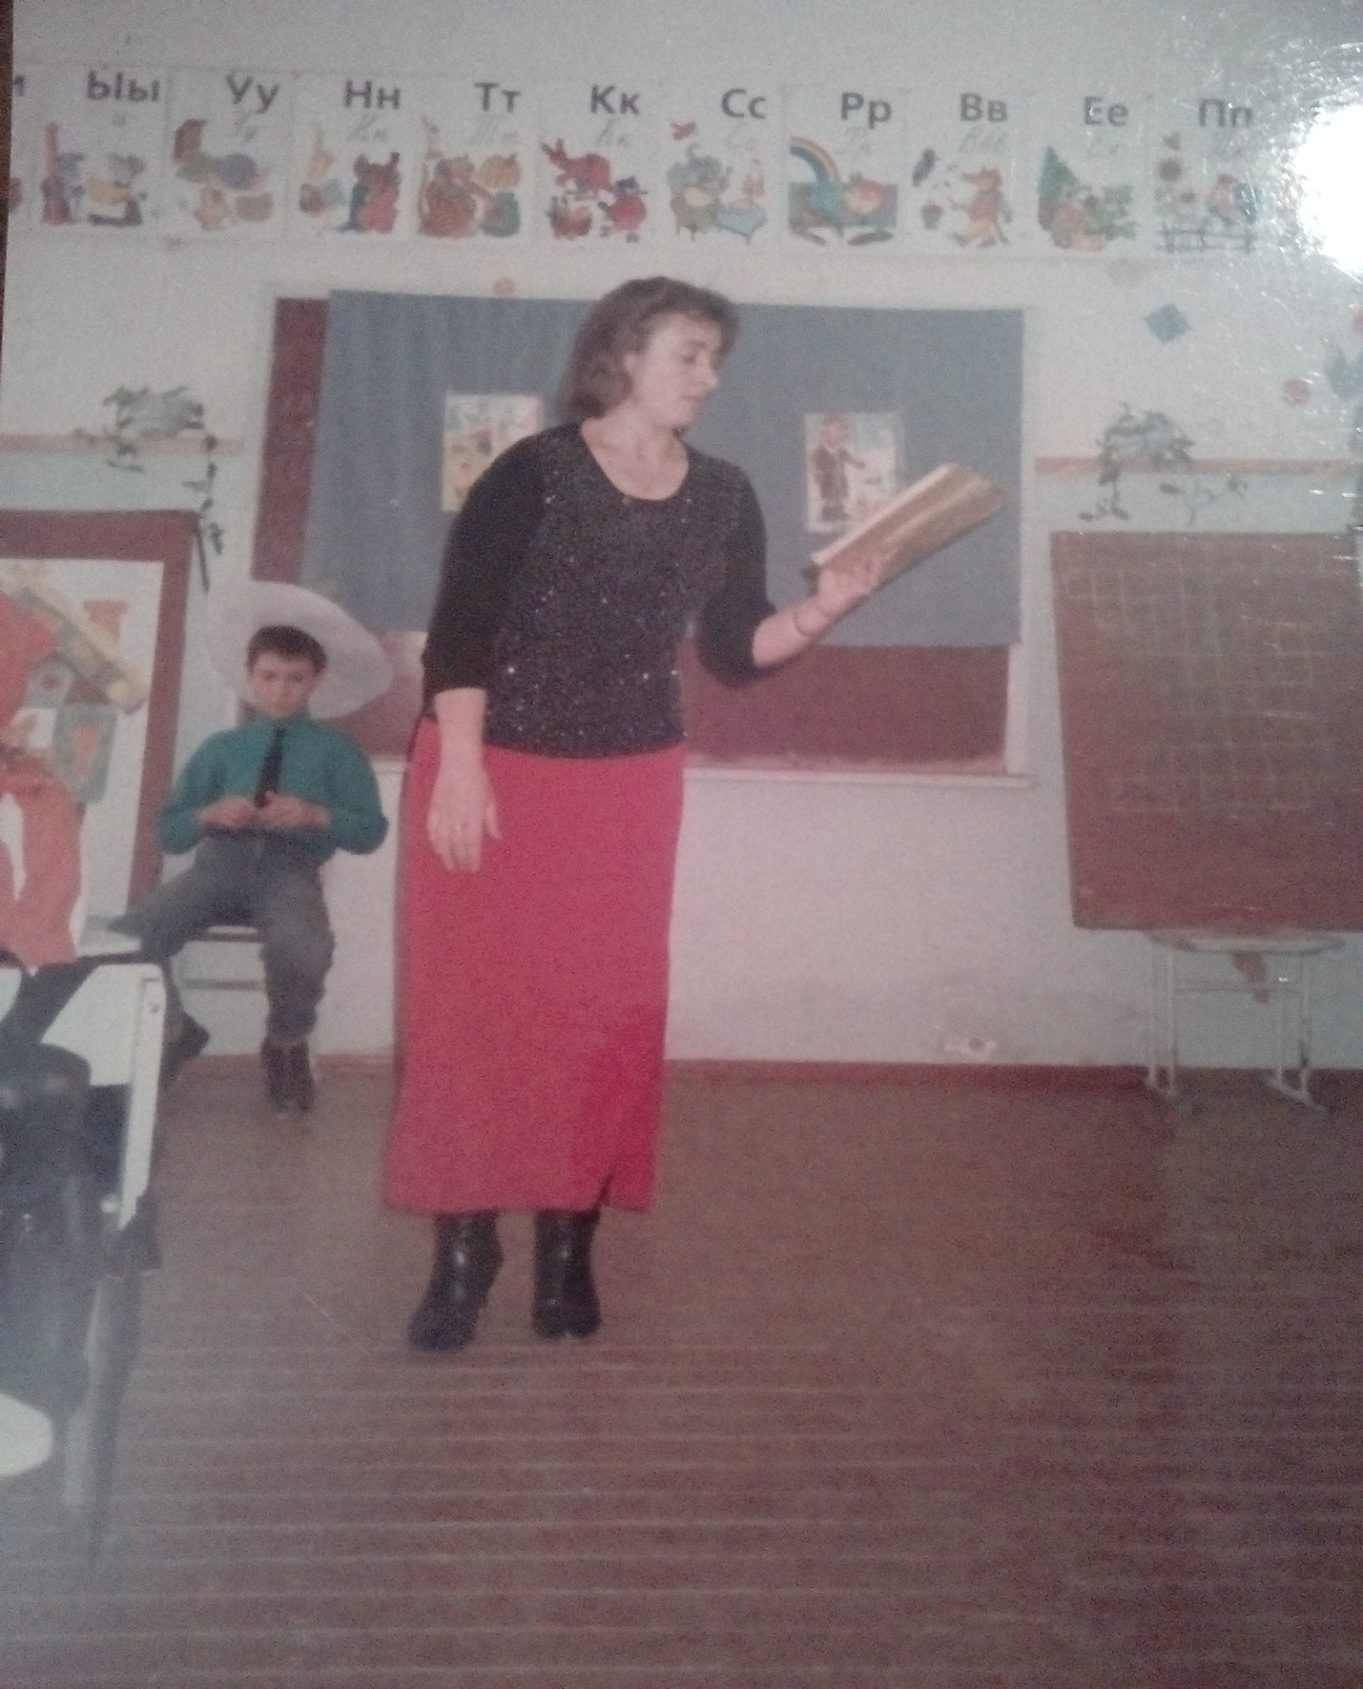 Ыы Уу Нн Тт Кк Сс Рр Вв Ее Пп